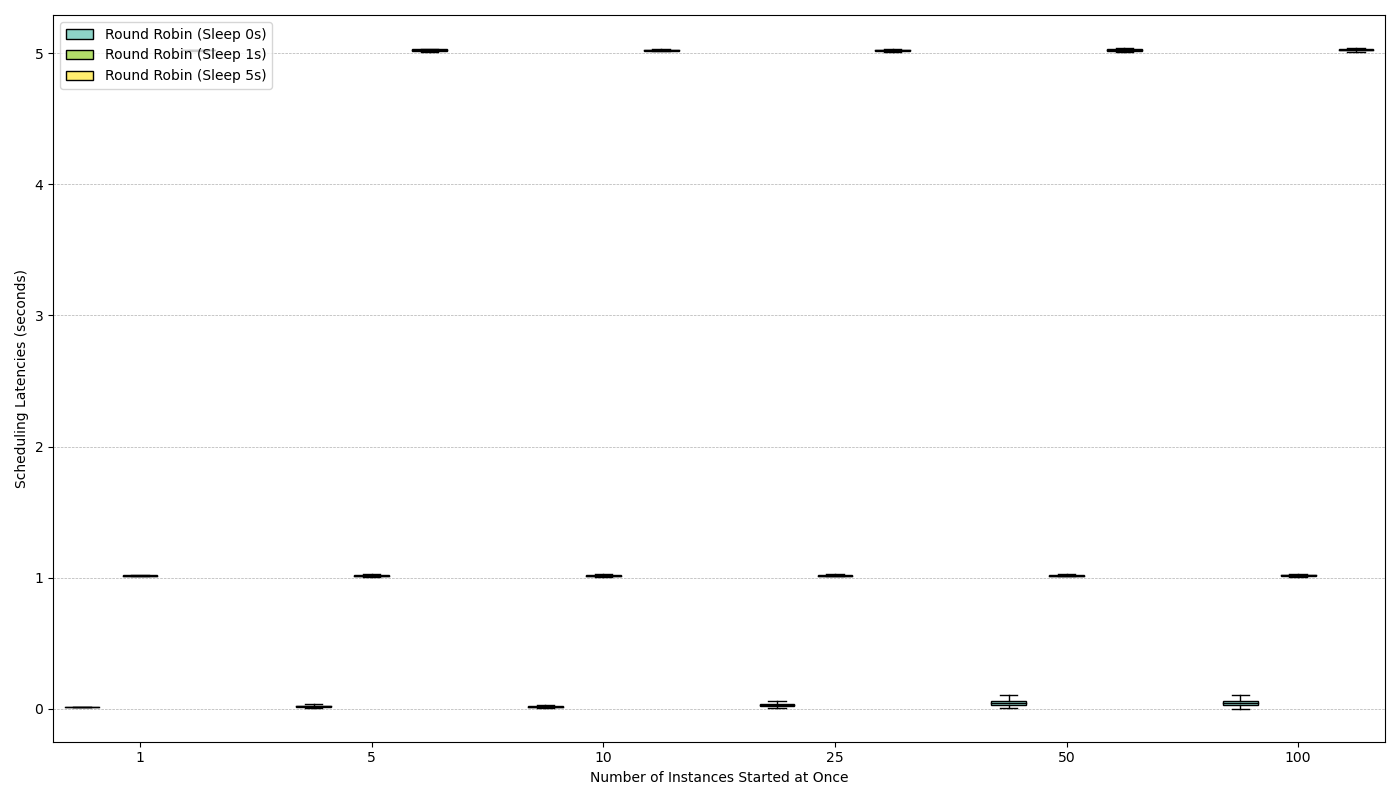 Round Robin (Sleep 0s)
Round Robin (Sleep 1s)
Round Robin (Sleep 5s)
Scheduling Latencies (seconds)
5
4
3
2
1
0
1 5 10 25 50 100
Number of Instances Started at Once